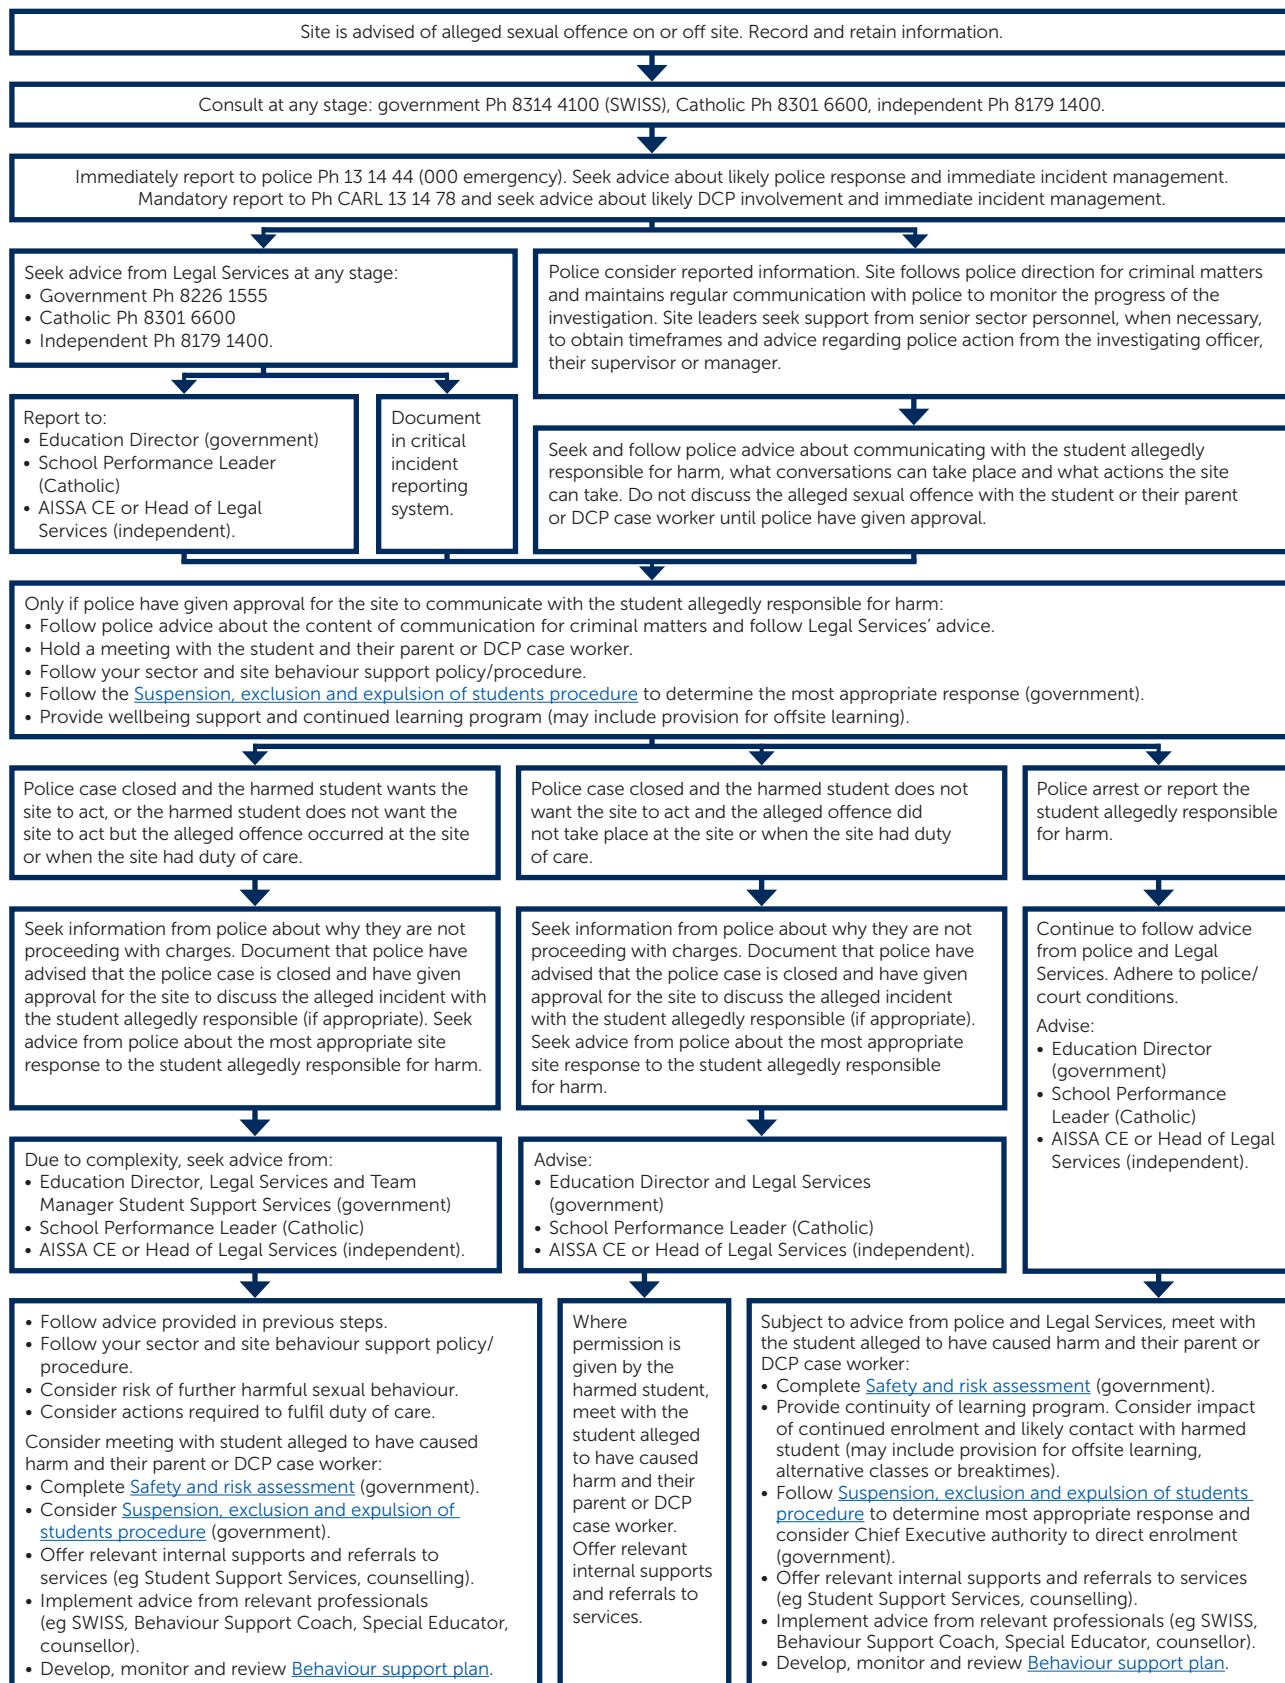 Site is advised of alleged sexual offence on or off site. Record and retain information.
Consult at any stage: government Ph 8314 4100 (SWISS), Catholic Ph 8301 6600, independent Ph 8179 1400.
Immediately report to police Ph 13 14 44 (000 emergency). Seek advice about likely police response and immediate incident management.
Mandatory report to Ph CARL 13 14 78 and seek advice about likely DCP involvement and immediate incident management.
Seek advice from Legal Services at any stage:
• Government Ph 8226 1555
• Catholic Ph 8301 6600
• Independent Ph 8179 1400.
Police consider reported information. Site follows police direction for criminal matters
and maintains regular communication with police to monitor the progress of the
investigation. Site leaders seek support from senior sector personnel, when necessary,
to obtain timeframes and advice regarding police action from the investigating officer,
their supervisor or manager.
Report to:
• Education Director (government)
• School Performance Leader
(Catholic)
• AISSA CE or Head of Legal
Services (independent).
Document
in critical
incident
reporting
system.
Seek and follow police advice about communicating with the student allegedly
responsible for harm, what conversations can take place and what actions the site
can take. Do not discuss the alleged sexual offence with the student or their parent
or DCP case worker until police have given approval.
Only if police have given approval for the site to communicate with the student allegedly responsible for harm:
• Follow police advice about the content of communication for criminal matters and follow Legal Services’ advice.
• Hold a meeting with the student and their parent or DCP case worker.
• Follow your sector and site behaviour support policy/procedure.
• Follow the Suspension, exclusion and expulsion of students procedure to determine the most appropriate response (government).
• Provide wellbeing support and continued learning program (may include provision for offsite learning).
Police case closed and the harmed student wants the
site to act, or the harmed student does not want the
site to act but the alleged offence occurred at the site
or when the site had duty of care.
Police case closed and the harmed student does not
want the site to act and the alleged offence did
not take place at the site or when the site had duty
of care.
Police arrest or report the
student allegedly responsible
for harm.
Seek information from police about why they are not
proceeding with charges. Document that police have
advised that the police case is closed and have given
approval for the site to discuss the alleged incident with
the student allegedly responsible (if appropriate). Seek
advice from police about the most appropriate site
response to the student allegedly responsible for harm.
Seek information from police about why they are not
proceeding with charges. Document that police have
advised that the police case is closed and have given
approval for the site to discuss the alleged incident
with the student allegedly responsible (if appropriate).
Seek advice from police about the most appropriate
site response to the student allegedly responsible
for harm.
Continue to follow advice
from police and Legal
Services. Adhere to police/
court conditions.
Advise:
• Education Director
(government)
• School Performance
Leader (Catholic)
• AISSA CE or Head of Legal
Services (independent).
Due to complexity, seek advice from:
• Education Director, Legal Services and Team
Manager Student Support Services (government)
• School Performance Leader (Catholic)
• AISSA CE or Head of Legal Services (independent).
Advise:
• Education Director and Legal Services
(government)
• School Performance Leader (Catholic)
• AISSA CE or Head of Legal Services (independent).
• Follow advice provided in previous steps.
• Follow your sector and site behaviour support policy/
procedure.
• Consider risk of further harmful sexual behaviour.
• Consider actions required to fulfil duty of care.
Consider meeting with student alleged to have caused
harm and their parent or DCP case worker:
• Complete Safety and risk assessment (government).
• Consider Suspension, exclusion and expulsion of
students procedure (government).
• Offer relevant internal supports and referrals to
services (eg Student Support Services, counselling).
• Implement advice from relevant professionals
(eg SWISS, Behaviour Support Coach, Special Educator,
counsellor).
• Develop, monitor and review Behaviour support plan.
Where
permission is
given by the
harmed student,
meet with the
student alleged
to have caused
harm and their
parent or DCP
case worker.
Offer relevant
internal supports
and referrals to
services.
Subject to advice from police and Legal Services, meet with
the student alleged to have caused harm and their parent or
DCP case worker:
• Complete Safety and risk assessment (government).
• Provide continuity of learning program. Consider impact
of continued enrolment and likely contact with harmed
student (may include provision for offsite learning,
alternative classes or breaktimes).
• Follow Suspension, exclusion and expulsion of students
procedure to determine most appropriate response and
consider Chief Executive authority to direct enrolment
(government).
• Offer relevant internal supports and referrals to services
(eg Student Support Services, counselling).
• Implement advice from relevant professionals (eg SWISS,
Behaviour Support Coach, Special Educator, counsellor).
• Develop, monitor and review Behaviour support plan.